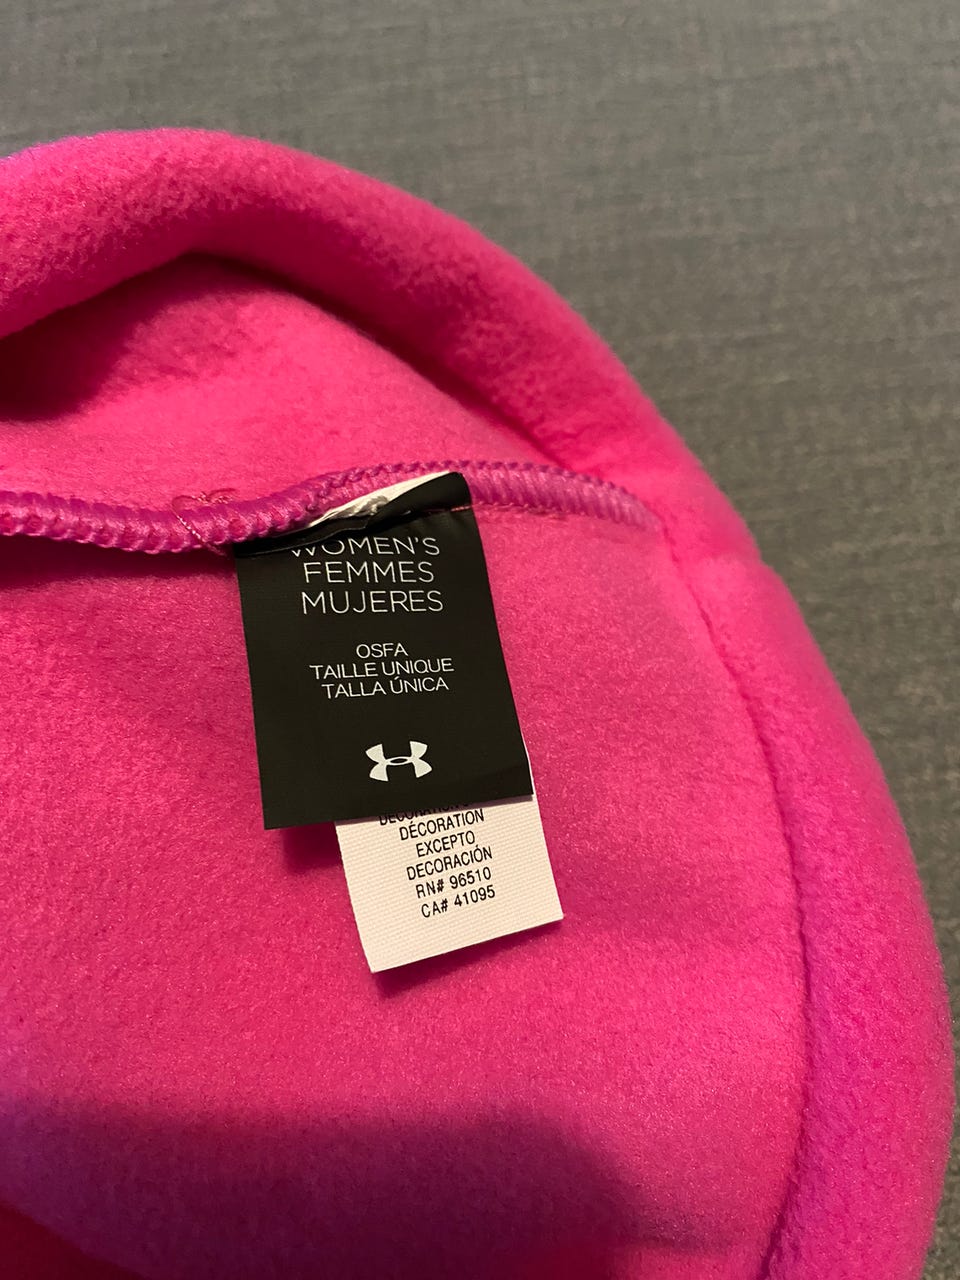 WOMEN'S
FEMMES
MUJERES
OSFA
TAILLE UNIQUE
TALLA ÚNICA
DÉCORATION
EXCEPTO
DECORACIÓN
RN# 96510
CA# 41095